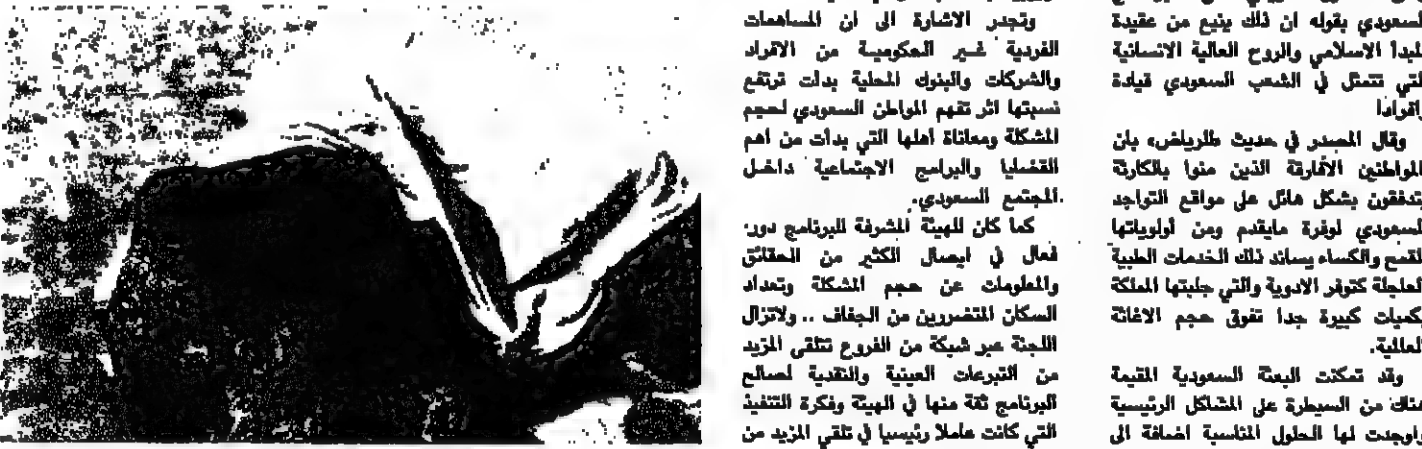 السعودي بقوله ان ذلك ينبع من عقيدة
المبدأ الاسلامي والروح العالية الانسانية
التي تتمثل في الشعب السعودي قيادة
وافرادا
وقال المصدر في حديث «للرياض» بان
المواطنين الافارقة الذين منوا بالكارثة
يتدفقون بشكل هائل على مواقع التواجد
السعودي لوفرة مايقدم ومن أولوياتها
القمح والكساء يساند ذلك الخدمات الطبية
العاجلة كتوفر الادوية والتي جلبتها المملكة
بكميات كبيرة جدا تفوق حجم الاغاثة
العالمية.
وقد تمكنت البعثة السعودية المقيمة
هناك من السيطرة على المشاكل الرئيسية
واوجدت لها الحلول المناسبة اضافة الى
وتجدر الاشارة الى ان المساهمات
الفردية غير الحكومية من الافراد
والشركات والبنوك المحلية بدأت ترتفع
نسبتها اثر تفهم المواطن السعودي لحجم
المشكلة ومعاناة أهلها التي بدأت من أهم
القضايا والبرامج الاجتماعية داخل
المجتمع السعودي.
كما كان للهيئة المشرفة للبرنامج دور
فعال في ايصال الكثير من الحقائق
والمعلومات عن حجم المشكلة وتعداد
السكان المتضررين من الجفاف .. ولاتزال
اللجنة عبر شبكة من الفروع تتلقى المزيد
من التبرعات العينية والنقدية لصالح
البرنامج ثقة منها في الهيئة وفكرة التنفيذ
التي كانت عاملا رئيسيا في تلقي المزيد من